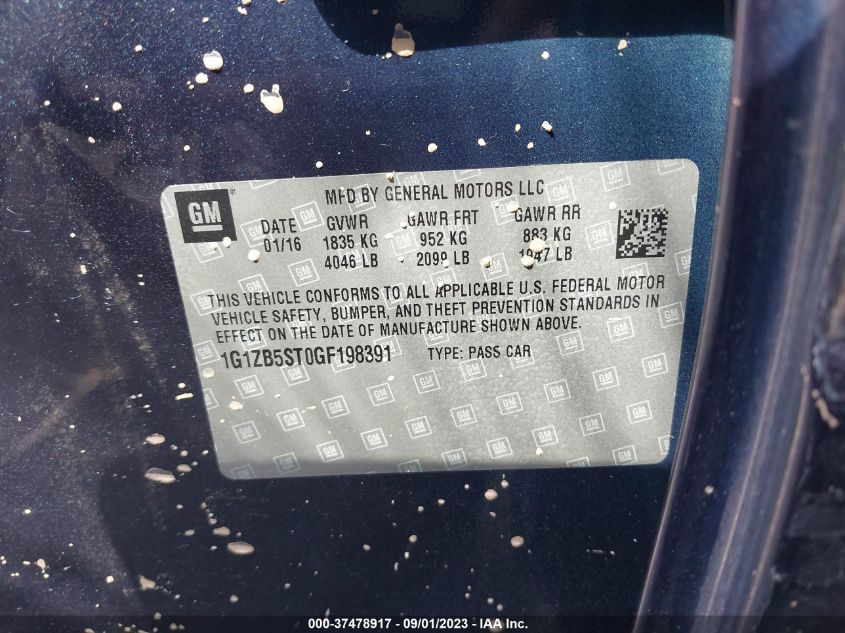 GM
MFD BY GENERAL MOTORS LLC
DATE GVWR GAWR FRT GAWR RR
01/16 1835 KG 952 KG 883 KG
4046 LB 2099 LB 1947 LB
THIS VEHICLE CONFORMS TO ALL APPLICABLE U.S. FEDERAL MOTOR
VEHICLE SAFETY, BUMPER, AND THEFT PREVENTION STANDARDS IN
EFFECT ON THE DATE OF MANUFACTURE SHOWN ABOVE.
1G1ZB5ST0GF198391 TYPE: PASS CAR
000-37478917 - 09/01/2023 - IAA Inc.